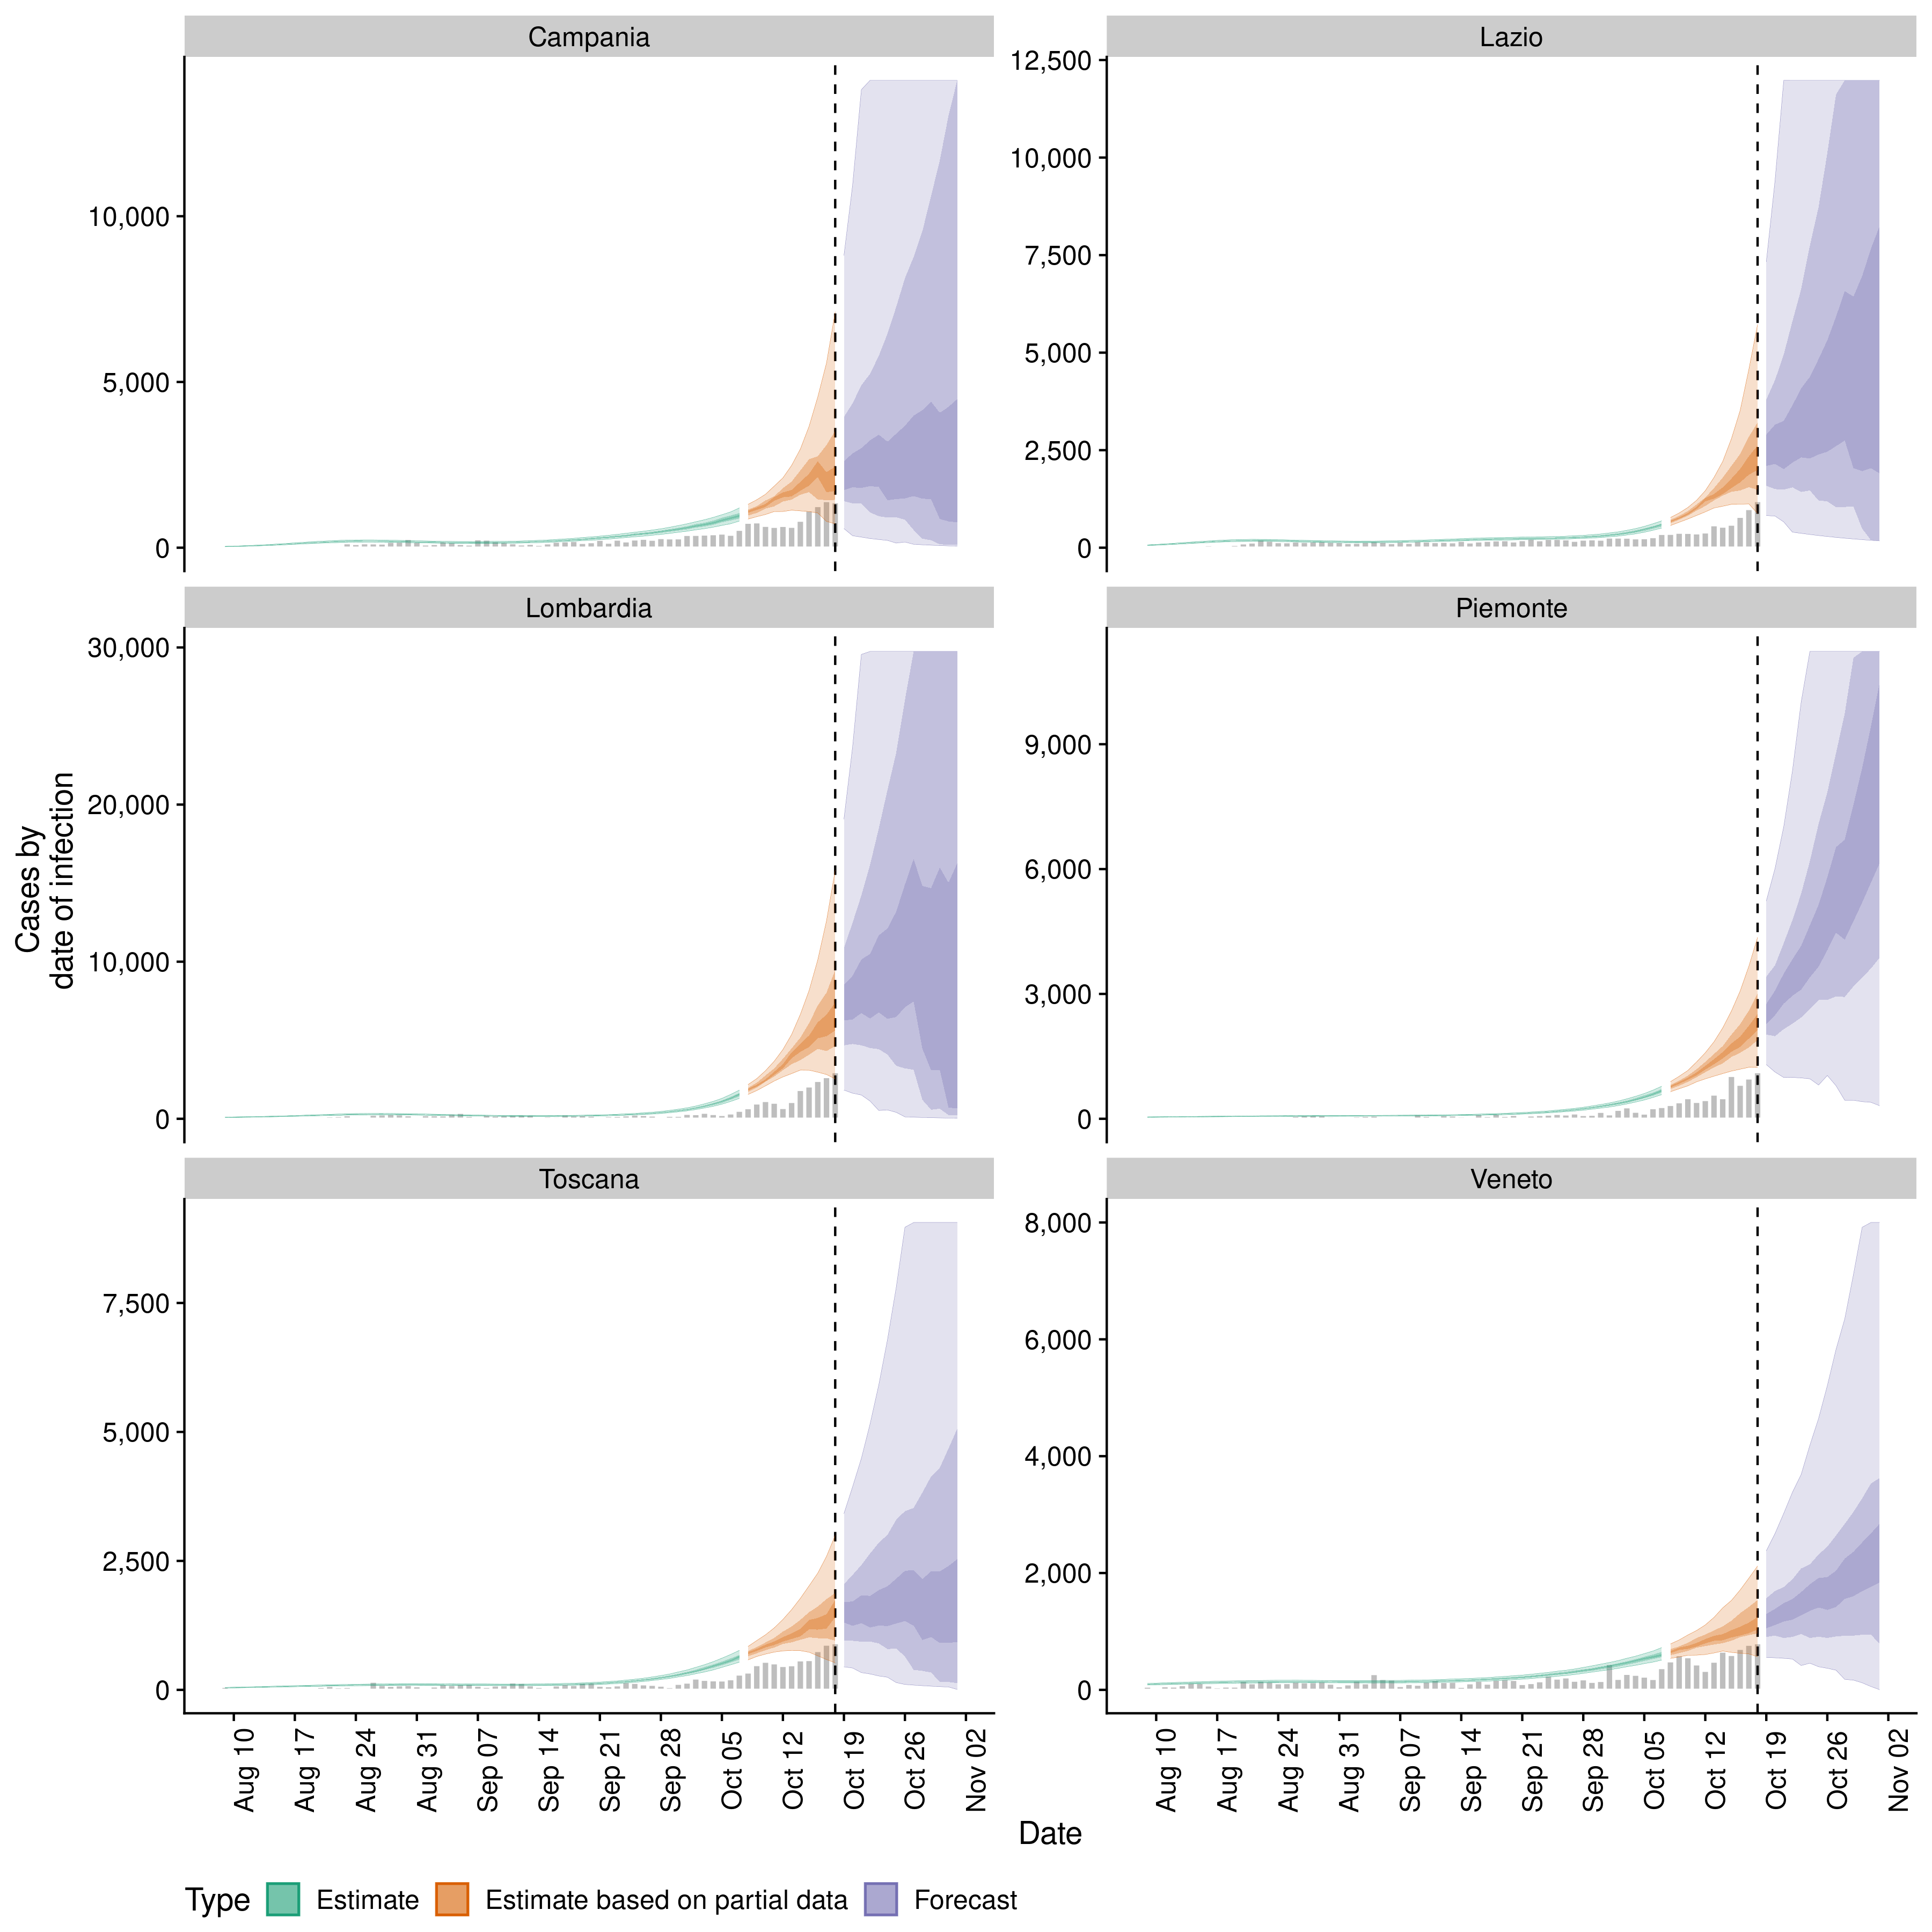 Campania
Lazio
12,500
10,000
7,500
5,000
2,500
0
10,000
5,000
0
Lombardia
Piemonte
30,000
20,000
10,000
0
9,000
6,000
3,000
0
Cases by
date of infection
Toscana
Veneto
7,500
5,000
2,500
0
8,000
6,000
4,000
2,000
0
Aug 10
Aug 17
Aug 24
Aug 31
Sep 07
Sep 14
Sep 21
Sep 28
Oct 05
Oct 12
Oct 19
Oct 26
Nov 02
Aug 10
Aug 17
Aug 24
Aug 31
Sep 07
Sep 14
Sep 21
Sep 28
Oct 05
Oct 12
Oct 19
Oct 26
Nov 02
Date
Type Estimate Estimate based on partial data Forecast